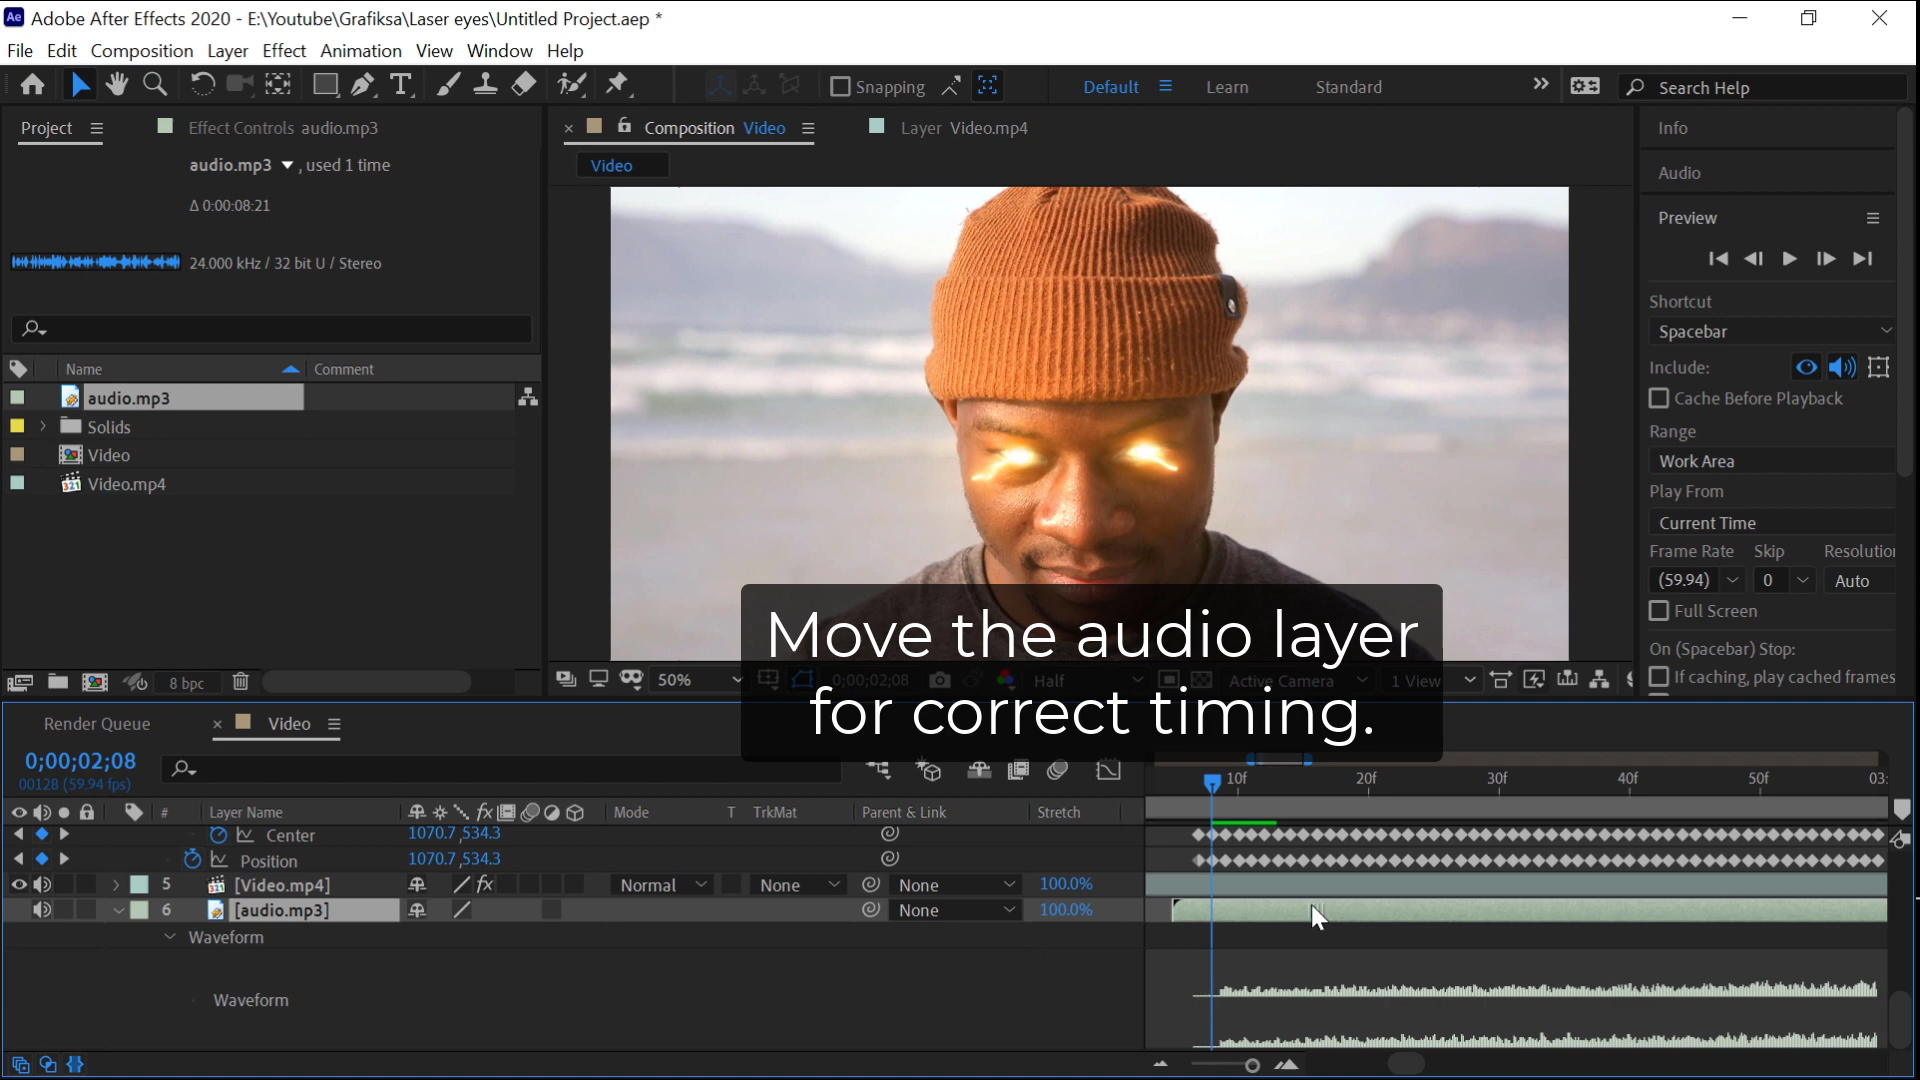 Ae Adobe After Effects 2020 - E:\Youtube\Grafiksa\Laser eyes\Untitled Project.aep *
File Edit Composition Layer Effect Animation View Window Help
Snapping Default Learn Standard Search Help
Project Effect Controls audio.mp3
audio.mp3 , used 1 time
Δ 0:00:08:21
24.000 kHz / 32 bit U / Stereo
Name Comment
audio.mp3
Solids
Video
Video.mp4
8 bpc
Composition Video Layer Video.mp4
Video
Move the audio layer
for correct timing.
50% 0;00;02;08 Half Active Camera 1 View
Info
Audio
Preview
Shortcut
Spacebar
Include:
Cache Before Playback
Range
Work Area
Play From
Current Time
Frame Rate Skip Resolution
(59.94) 0 Auto
Full Screen
On (Spacebar) Stop:
If caching, play cached frames
Render Queue Video
0;00;02;08
00128 (59.94 fps)
10f 20f 30f 40f 50f 03:
# Layer Name fx Mode T TrkMat Parent & Link Stretch
Center 1070.7,534.3
Position 1070.7,534.3
5 [Video.mp4] fx Normal None None 100.0%
6 [audio.mp3] None 100.0%
Waveform
Waveform